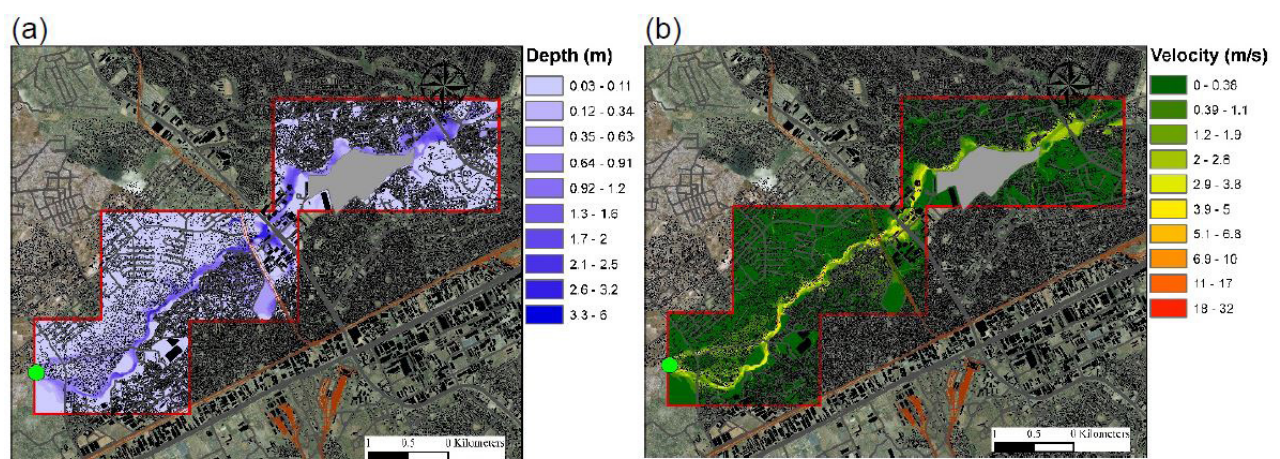 (a)
Depth (m)
0.03 - 0.11
0.12 - 0.34
0.35 - 0.63
0.64 - 0.91
0.92 - 1.2
1.3 - 1.6
1.7 - 2
2.1 - 2.5
2.6 - 3.2
3.3 - 6
1 0.5 0 Kilometers
(b)
Velocity (m/s)
0 - 0.38
0.39 - 1.1
1.2 - 1.9
2 - 2.8
2.9 - 3.8
3.9 - 5
5.1 - 6.8
6.9 - 10
11 - 17
18 - 32
1 0.5 0 Kilometers